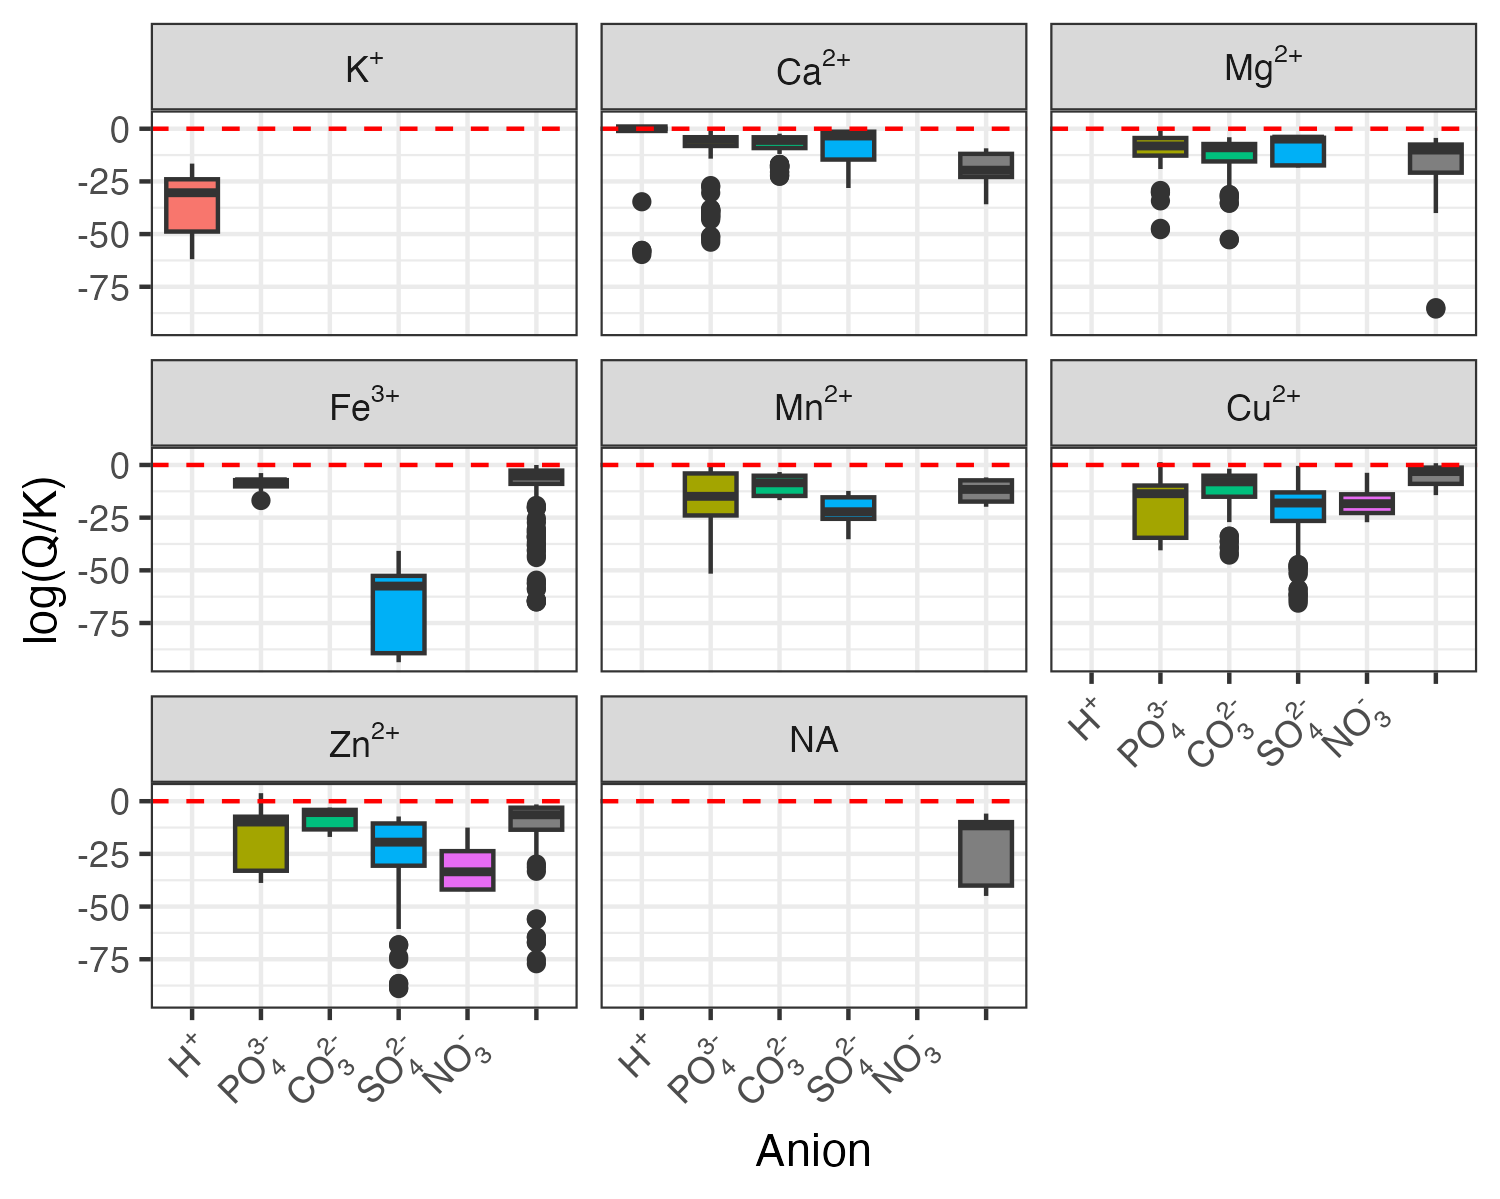 K⁺ Ca²⁺ Mg²⁺
0
-25
-50
-75
Fe³⁺ Mn²⁺ Cu²⁺
0
-25
-50
-75
H⁺ PO₄³⁻ CO₃²⁻ SO₄²⁻ NO₃⁻
Zn²⁺ NA
0
-25
-50
-75
H⁺ PO₄³⁻ CO₃²⁻ SO₄²⁻ NO₃⁻ H⁺ PO₄³⁻ CO₃²⁻ SO₄²⁻ NO₃⁻
log(Q/K)
Anion